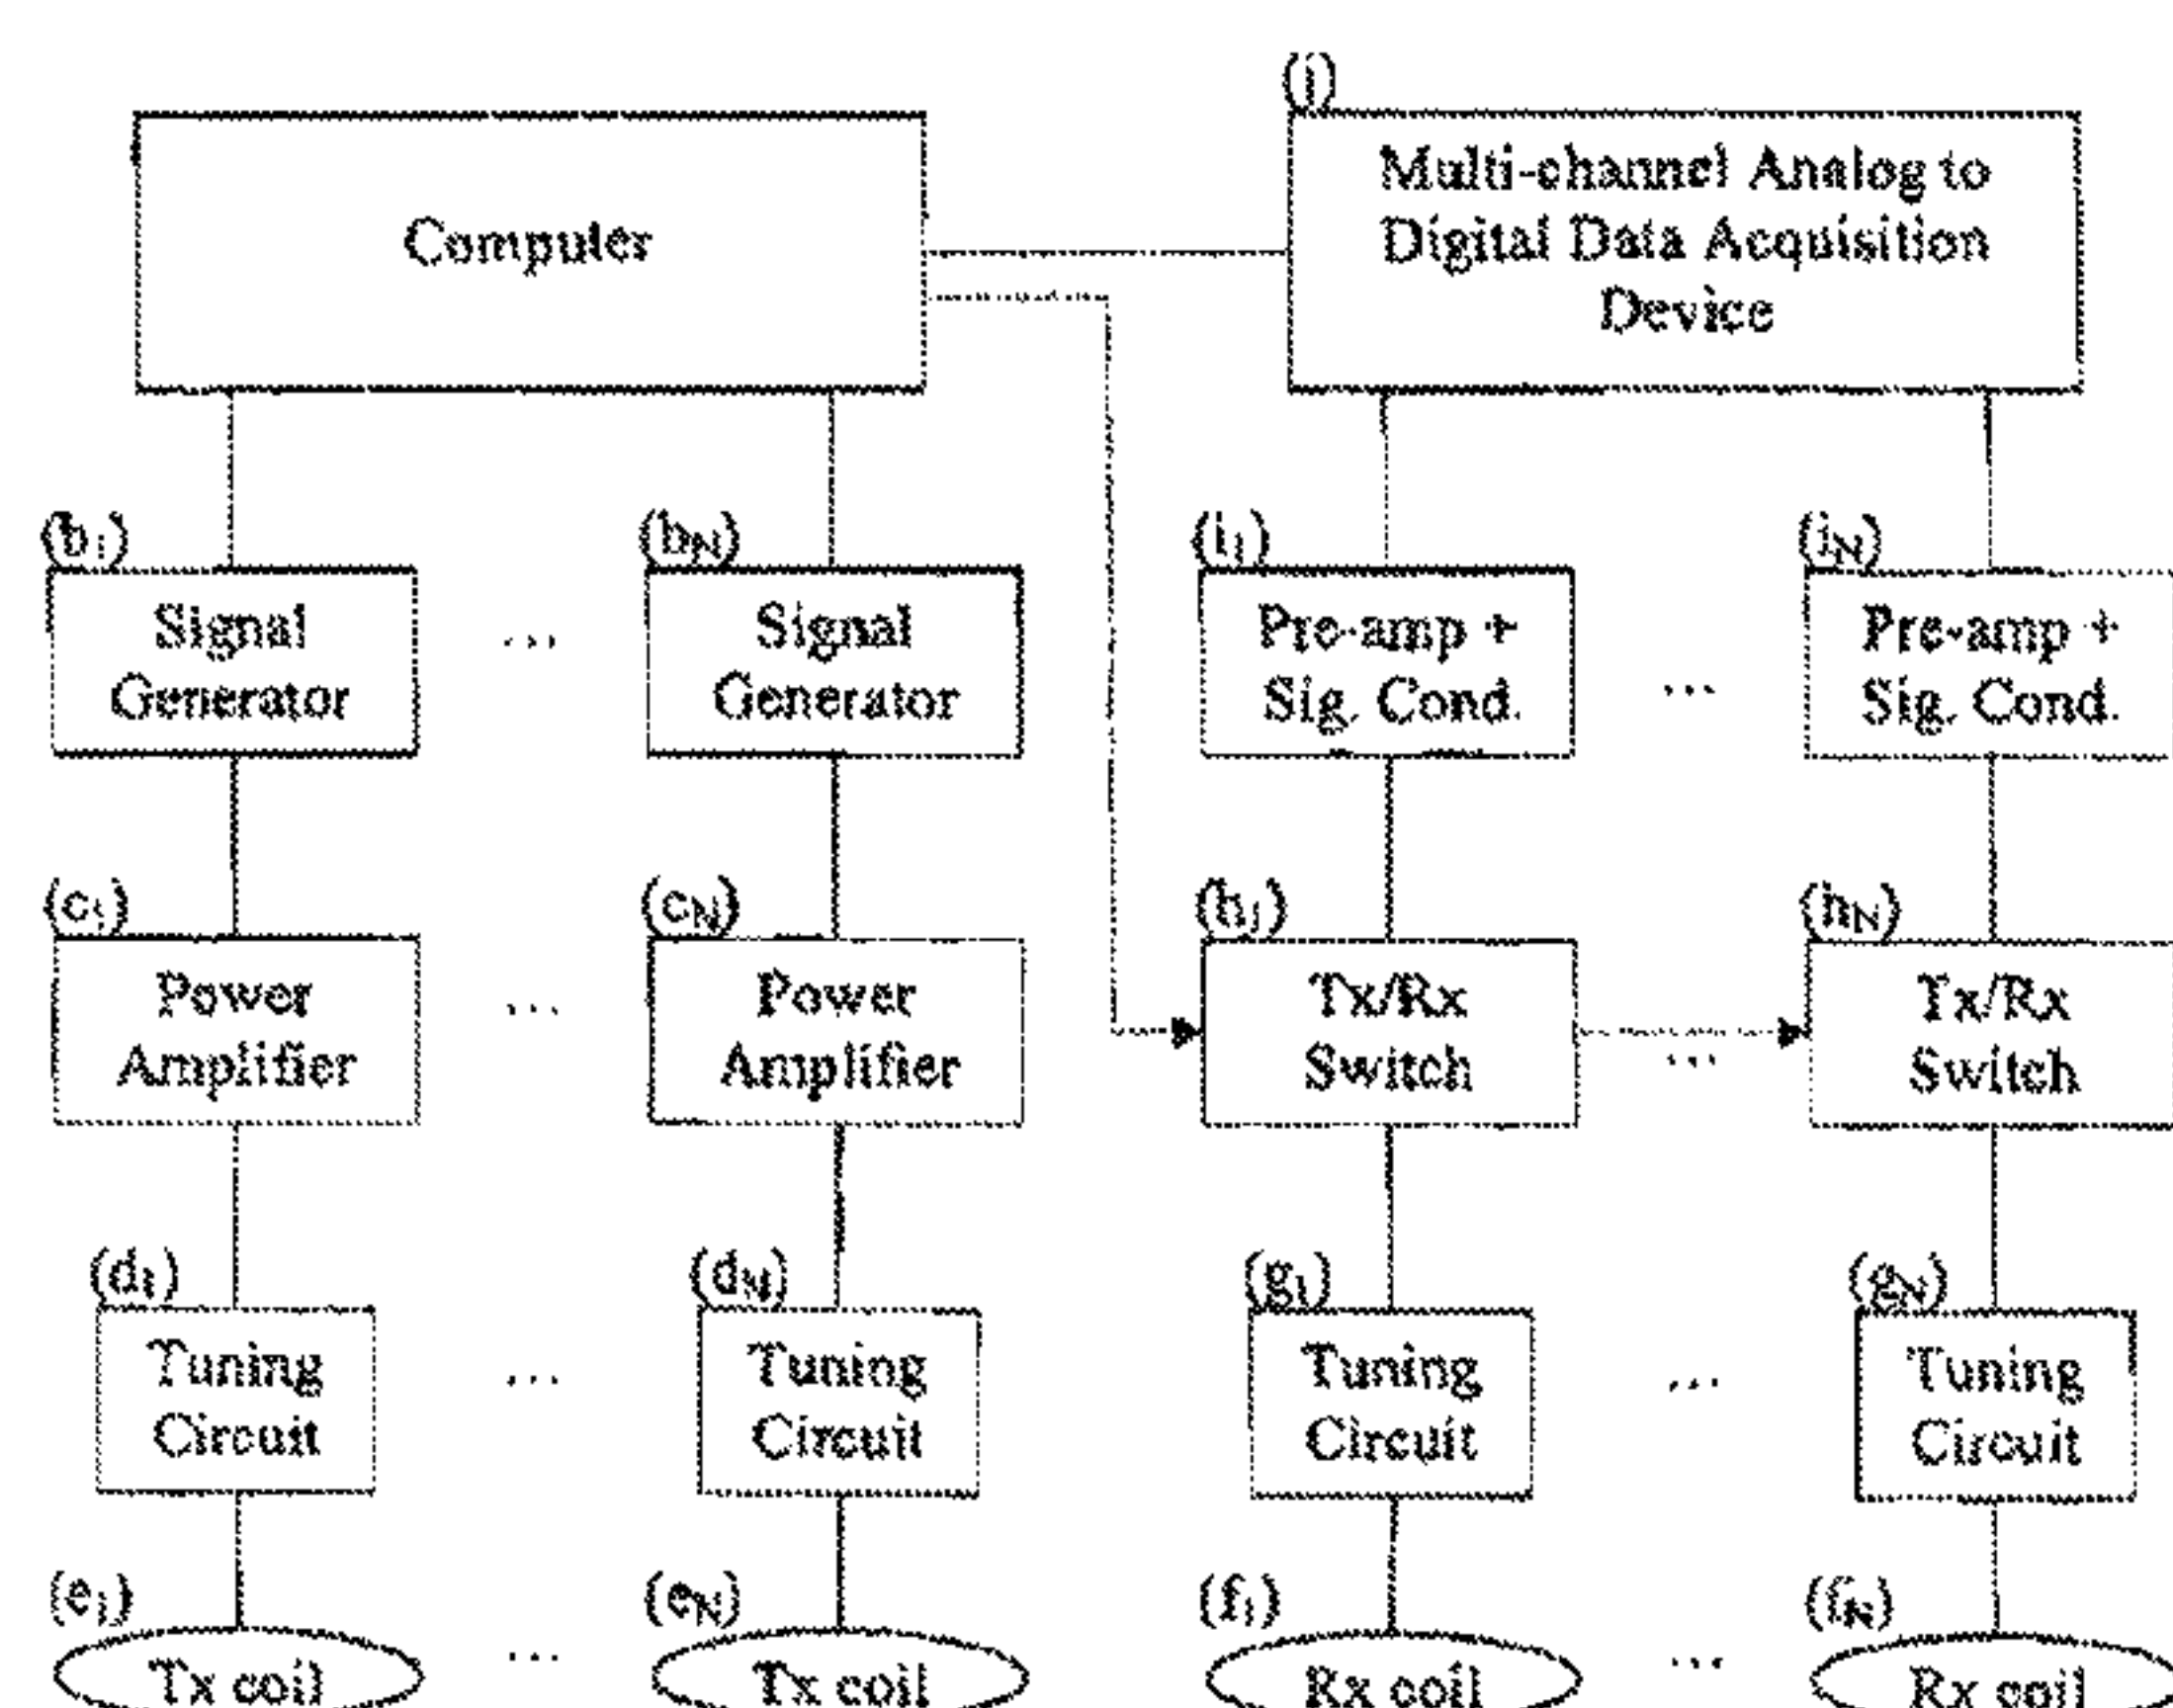 (j)
Computer
Multi-channel Analog to
Digital Data Acquisition
Device
(b1) (bN) (i1) (iN)
Signal
Generator
...
Signal
Generator
Pre-amp +
Sig. Cond.
...
Pre-amp +
Sig. Cond.
(c1) (cN) (h1) (hN)
Power
Amplifier
...
Power
Amplifier
Tx/Rx
Switch
...
Tx/Rx
Switch
(d1) (dN) (g1) (gN)
Tuning
Circuit
...
Tuning
Circuit
Tuning
Circuit
...
Tuning
Circuit
(e1) (eN) (f1) (fN)
Tx coil
...
Tx coil
Rx coil
...
Rx coil